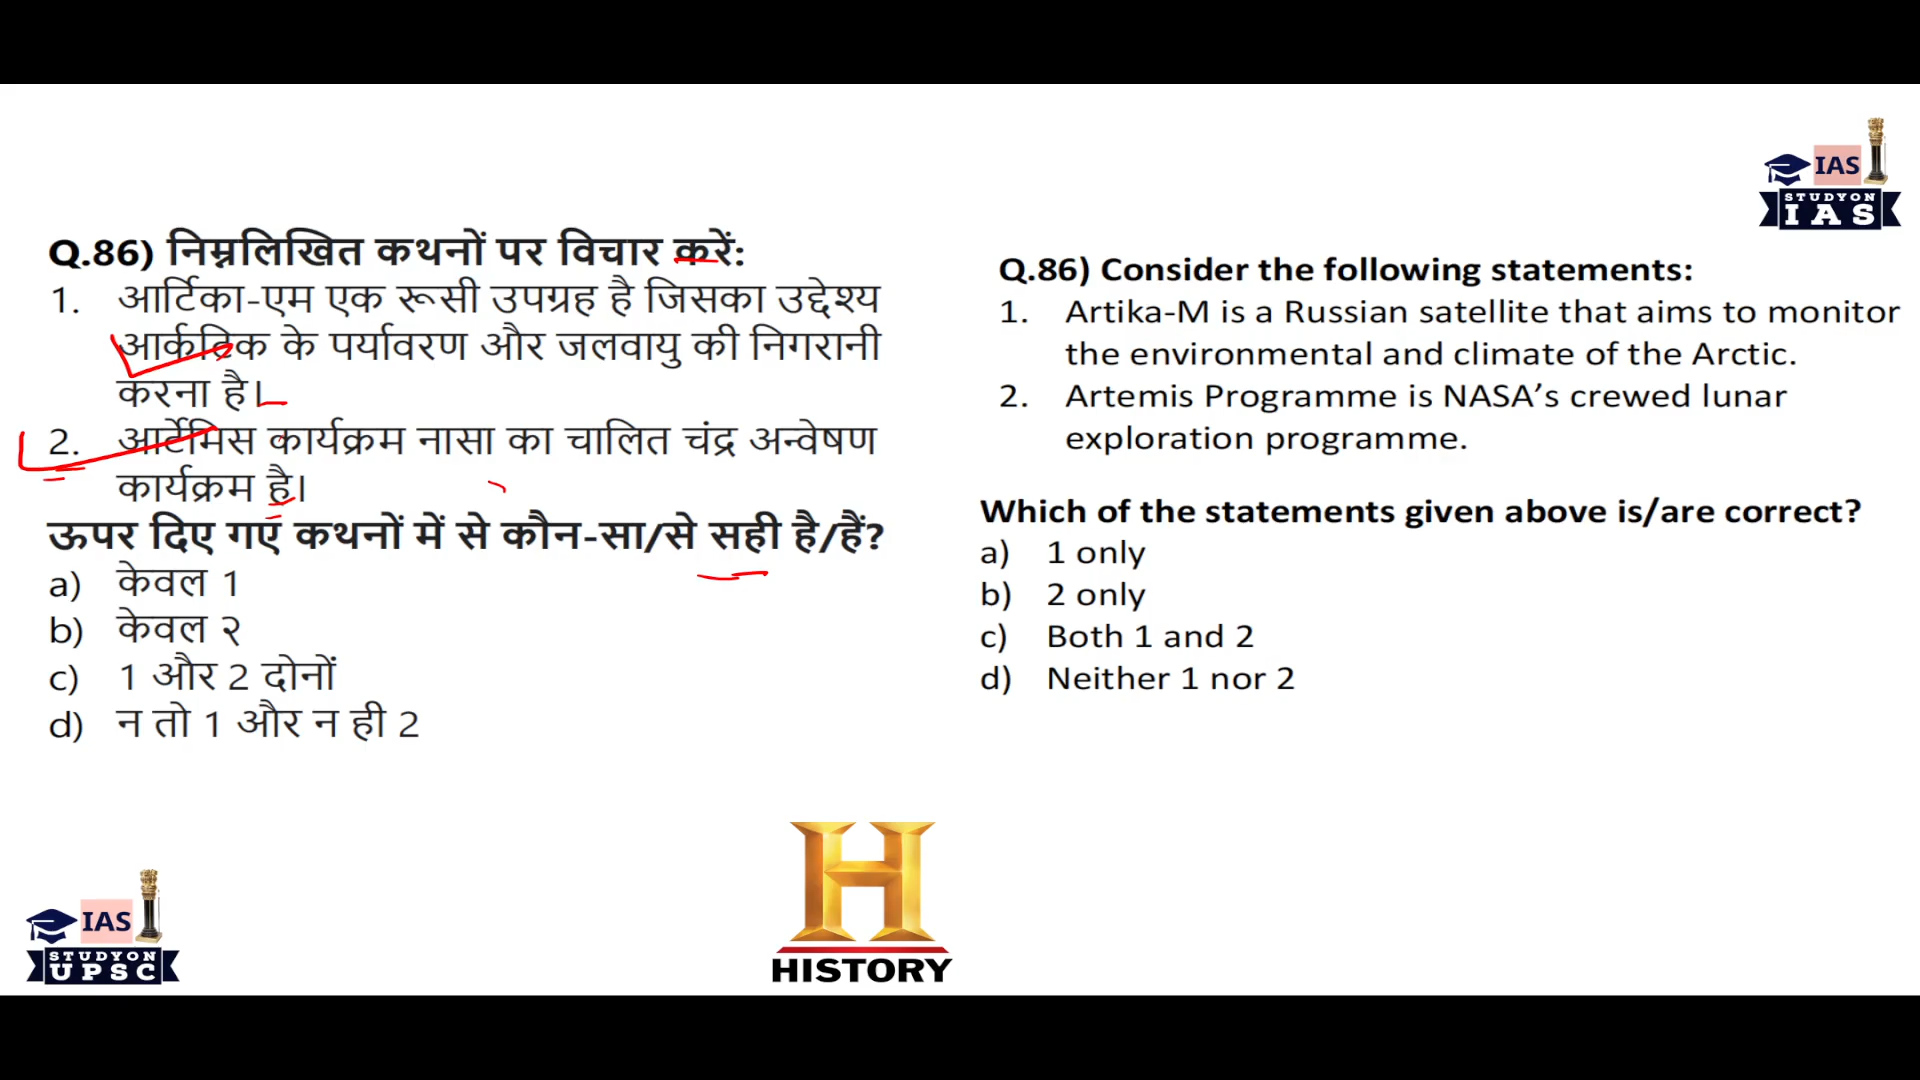 IAS
STUDYON
IAS
Q.86) निम्नलिखित कथनों पर विचार करें:
1. आर्टिका-एम एक रूसी उपग्रह है जिसका उद्देश्य
आर्कटिक के पर्यावरण और जलवायु की निगरानी
करना है।
2. आर्टेमिस कार्यक्रम नासा का चालित चंद्र अन्वेषण
कार्यक्रम है।
ऊपर दिए गए कथनों में से कौन-सा/से सही है/हैं?
a) केवल 1
b) केवल २
c) 1 और 2 दोनों
d) न तो 1 और न ही 2
Q.86) Consider the following statements:
1. Artika-M is a Russian satellite that aims to monitor
the environmental and climate of the Arctic.
2. Artemis Programme is NASA’s crewed lunar
exploration programme.
Which of the statements given above is/are correct?
a) 1 only
b) 2 only
c) Both 1 and 2
d) Neither 1 nor 2
IAS
STUDYON
UPSC
H
HISTORY